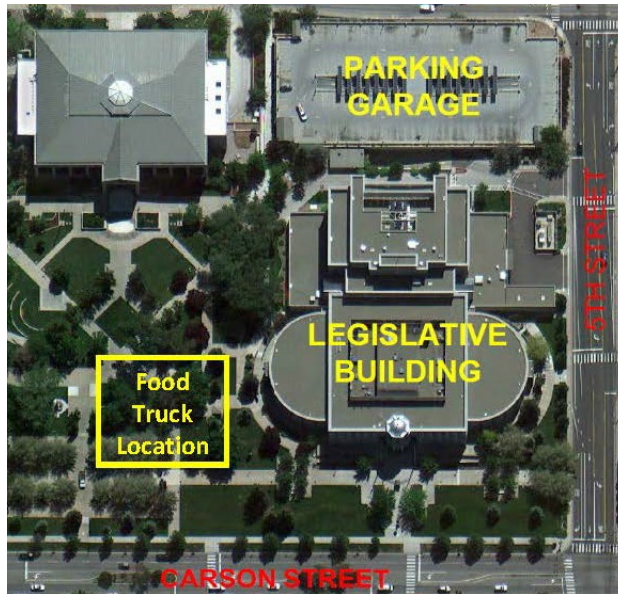 PARKING
GARAGE
5TH STREET
LEGISLATIVE
BUILDING
Food
Truck
Location
CARSON STREET